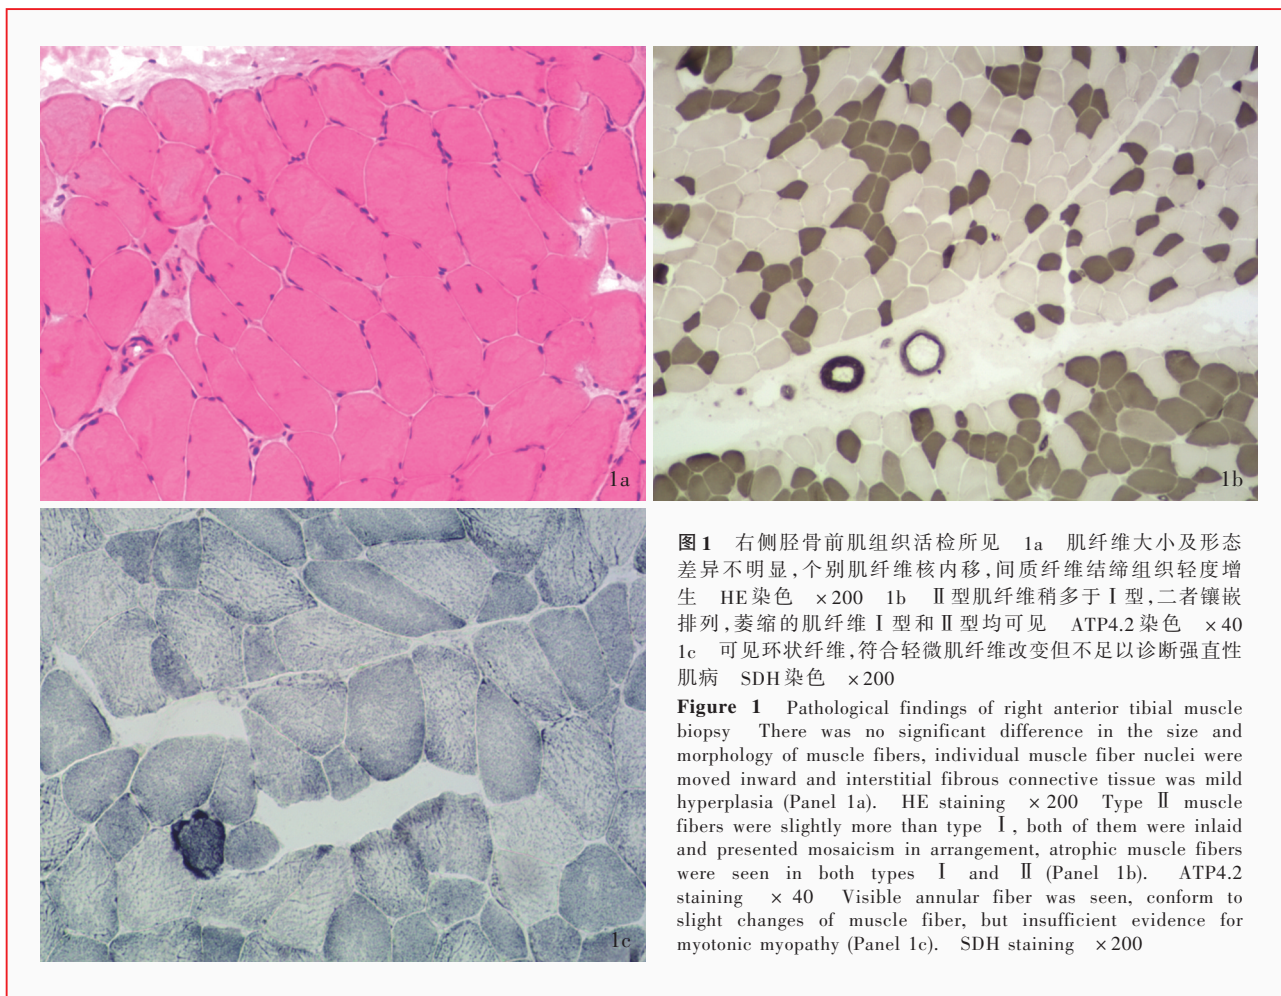 1a
1b
1c
图1 右侧胫骨前肌组织活检所见 1a 肌纤维大小及形态
差异不明显,个别肌纤维核内移,间质纤维结缔组织轻度增
生 HE染色 ×200 1b Ⅱ型肌纤维稍多于Ⅰ型,二者镶嵌
排列,萎缩的肌纤维Ⅰ型和Ⅱ型均可见 ATP4.2染色 ×40
1c 可见环状纤维,符合轻微肌纤维改变但不足以诊断强直性
肌病 SDH染色 ×200
Figure 1 Pathological findings of right anterior tibial muscle
biopsy There was no significant difference in the size and
morphology of muscle fibers, individual muscle fiber nuclei were
moved inward and interstitial fibrous connective tissue was mild
hyperplasia (Panel 1a). HE staining ×200 Type Ⅱ muscle
fibers were slightly more than type Ⅰ, both of them were inlaid
and presented mosaicism in arrangement, atrophic muscle fibers
were seen in both types Ⅰ and Ⅱ (Panel 1b). ATP4.2
staining ×40 Visible annular fiber was seen, conform to
slight changes of muscle fiber, but insufficient evidence for
myotonic myopathy (Panel 1c). SDH staining ×200